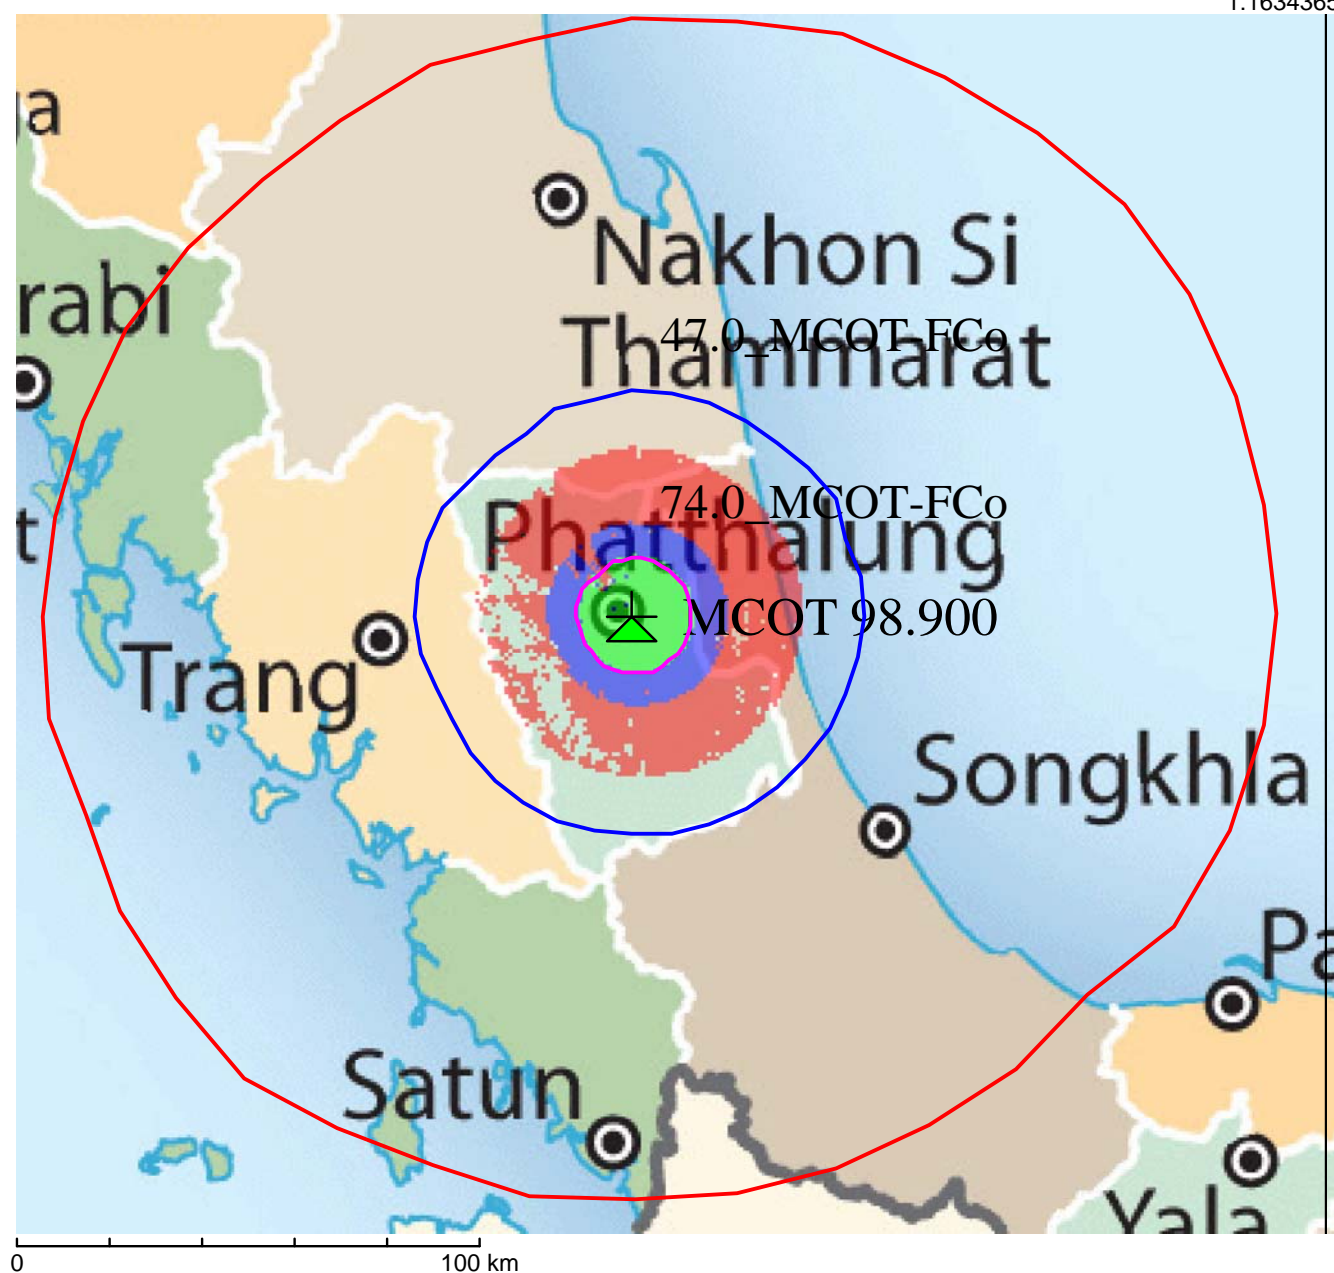 1.1634365
a
Nakhon Si
Thammarat
47.0_MCOT-FCo
rabi
74.0_MCOT-FCo
Phatthalung
t
MCOT 98.900
Trang
Songkhla
Pa
Satun
Yala
0
100 km